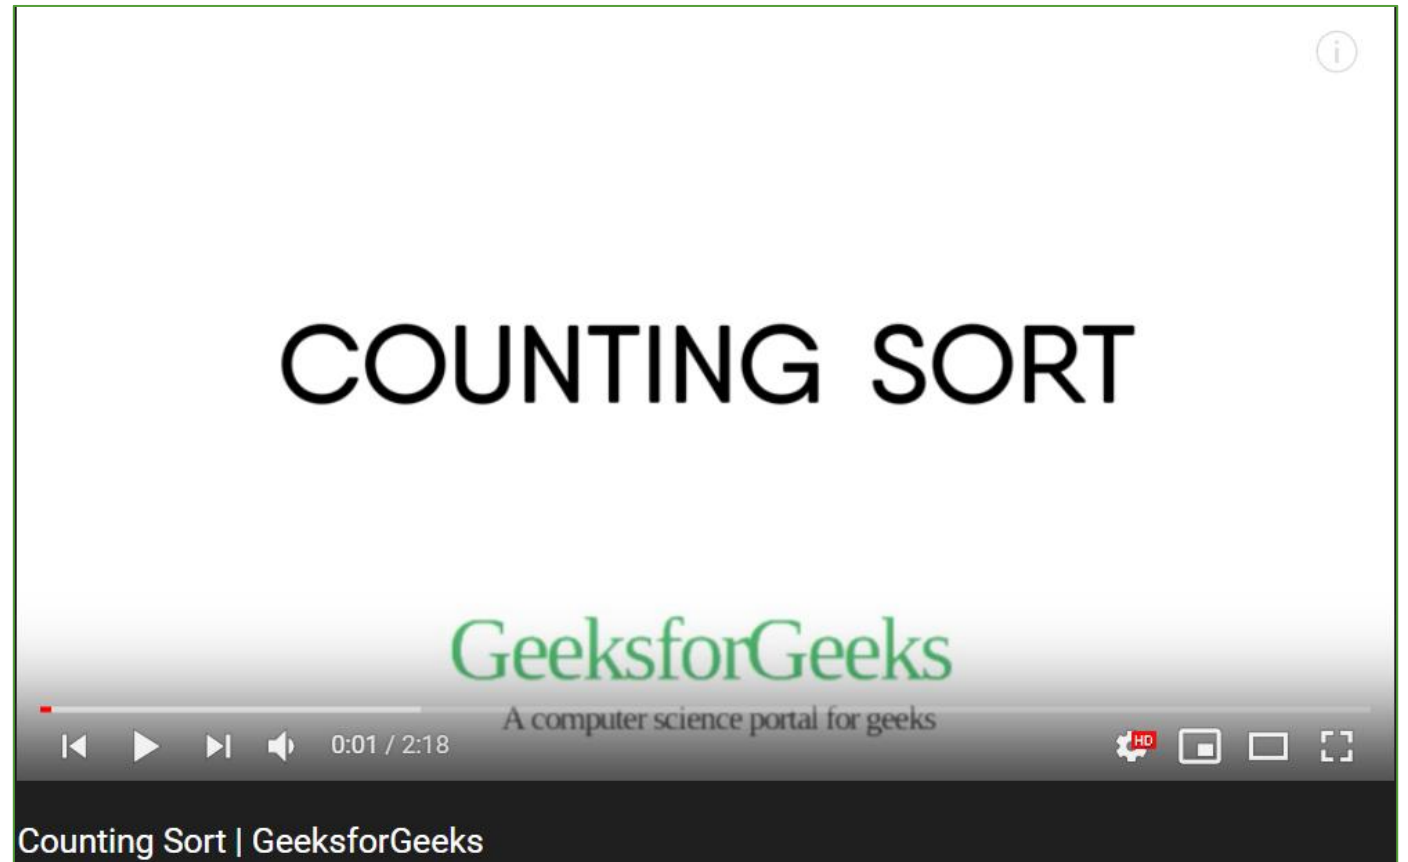 COUNTING SORT
GeeksforGeeks
A computer science portal for geeks
0:01 / 2:18
HD
Counting Sort | GeeksforGeeks